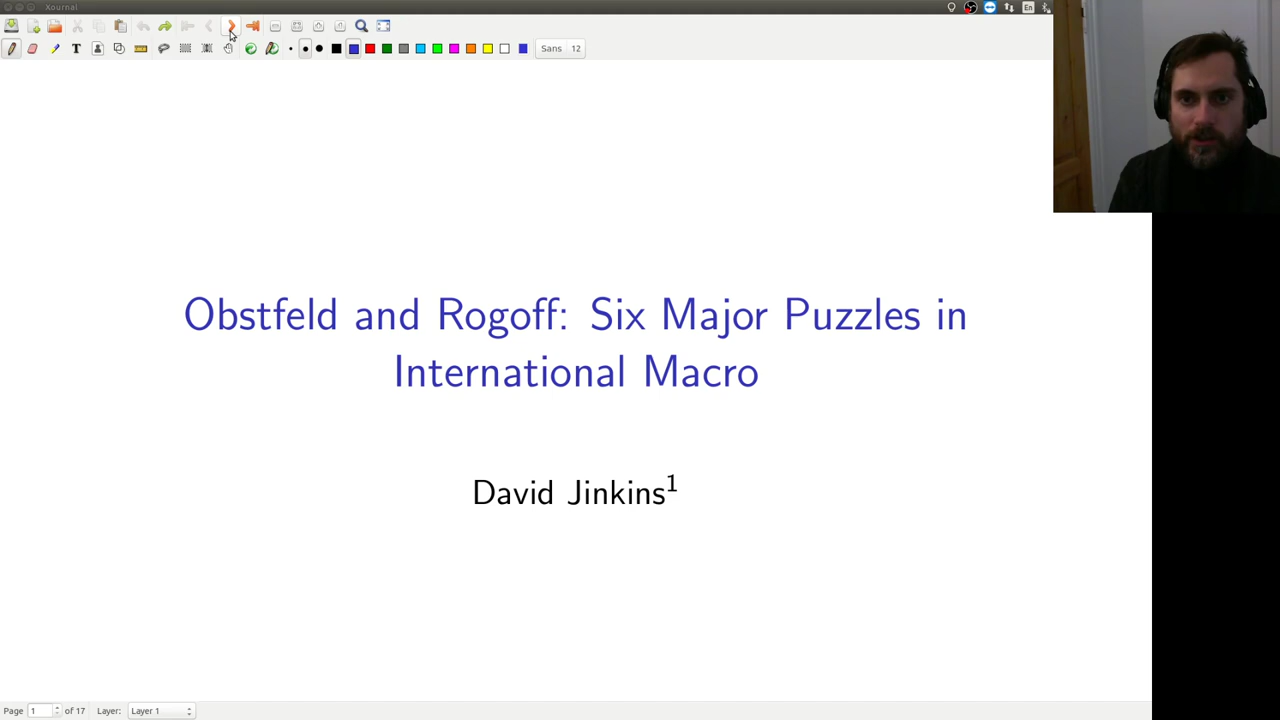 Xournal
En
Sans 12
Obstfeld and Rogoff: Six Major Puzzles in
International Macro
David Jinkins¹
Page 1 of 17 Layer: Layer 1